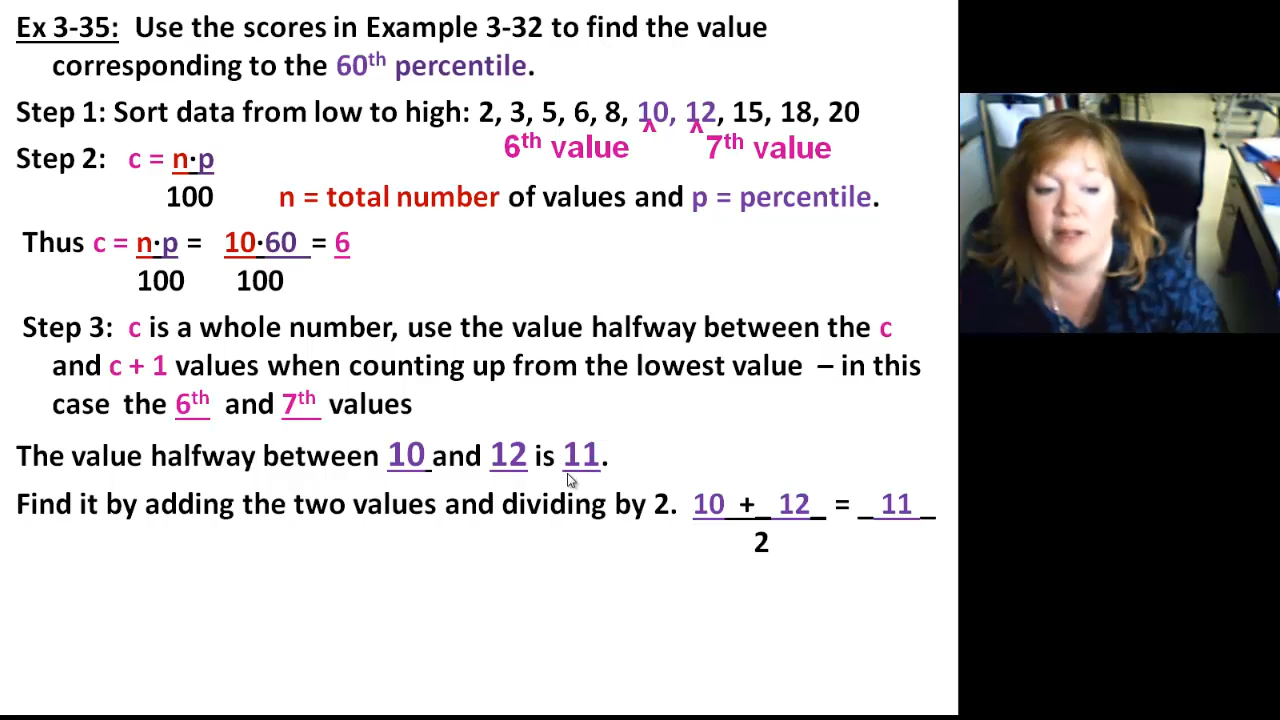 Ex 3-35: Use the scores in Example 3-32 to find the value
corresponding to the 60th percentile.
Step 1: Sort data from low to high: 2, 3, 5, 6, 8, 10, 12, 15, 18, 20
^ ^
6th value 7th value
Step 2: c = n·p
100 n = total number of values and p = percentile.
Thus c = n·p = 10·60 = 6
100 100
Step 3: c is a whole number, use the value halfway between the c
and c + 1 values when counting up from the lowest value – in this
case the 6th and 7th values
The value halfway between 10 and 12 is 11.
Find it by adding the two values and dividing by 2. 10 +_ 12_ = _ 11 _
2